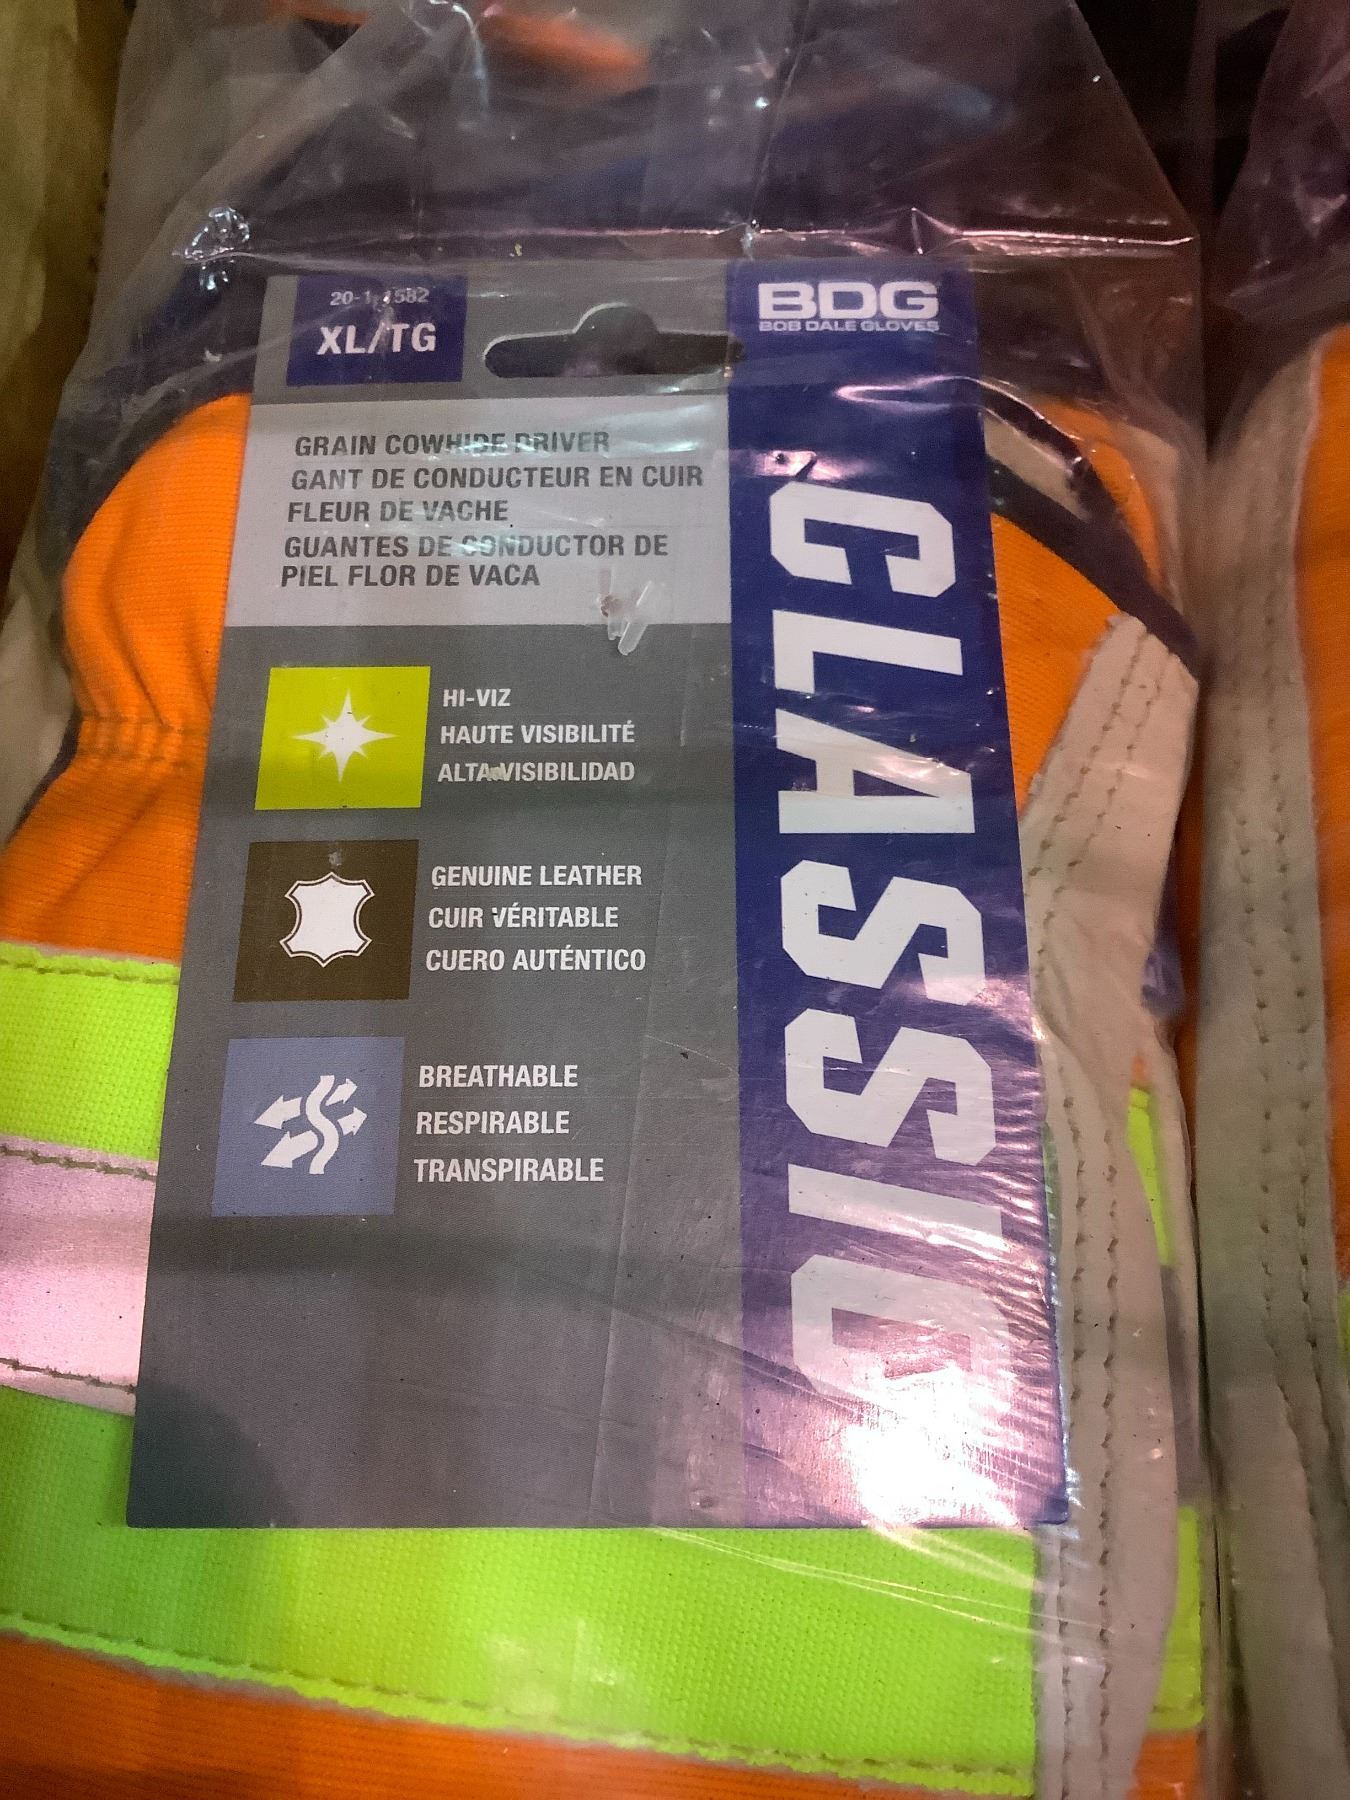 XL/TG
BDG
BOB DALE GLOVES
GRAIN COWHIDE DRIVER
GANT DE CONDUCTEUR EN CUIR
FLEUR DE VACHE
GUANTES DE CONDUCTOR DE
PIEL FLOR DE VACA
HI-VIZ
HAUTE VISIBILITÉ
ALTA VISIBILIDAD
GENUINE LEATHER
CUIR VÉRITABLE
CUERO AUTÉNTICO
BREATHABLE
RESPIRABLE
TRANSPIRABLE
CLASSIC